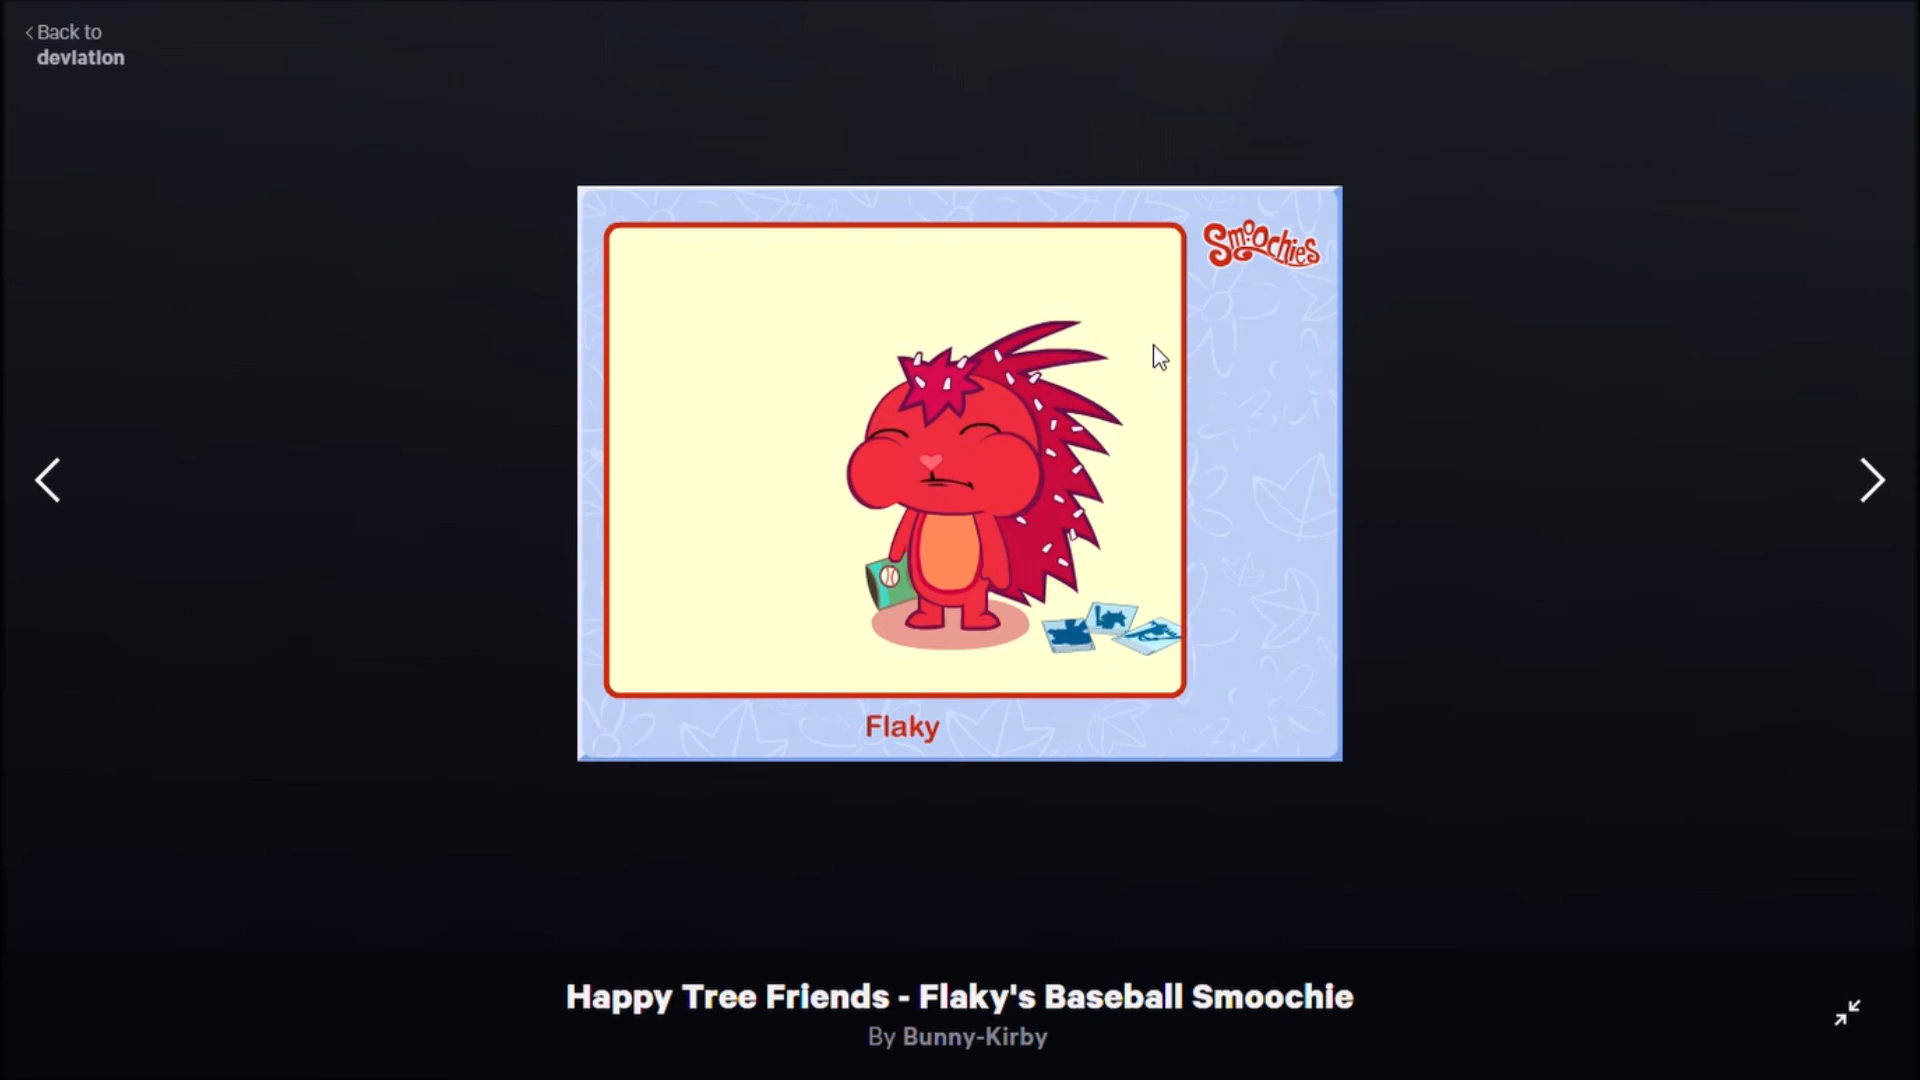 Back to
deviation
Smoochies
Flaky
Happy Tree Friends - Flaky's Baseball Smoochie
By Bunny-Kirby